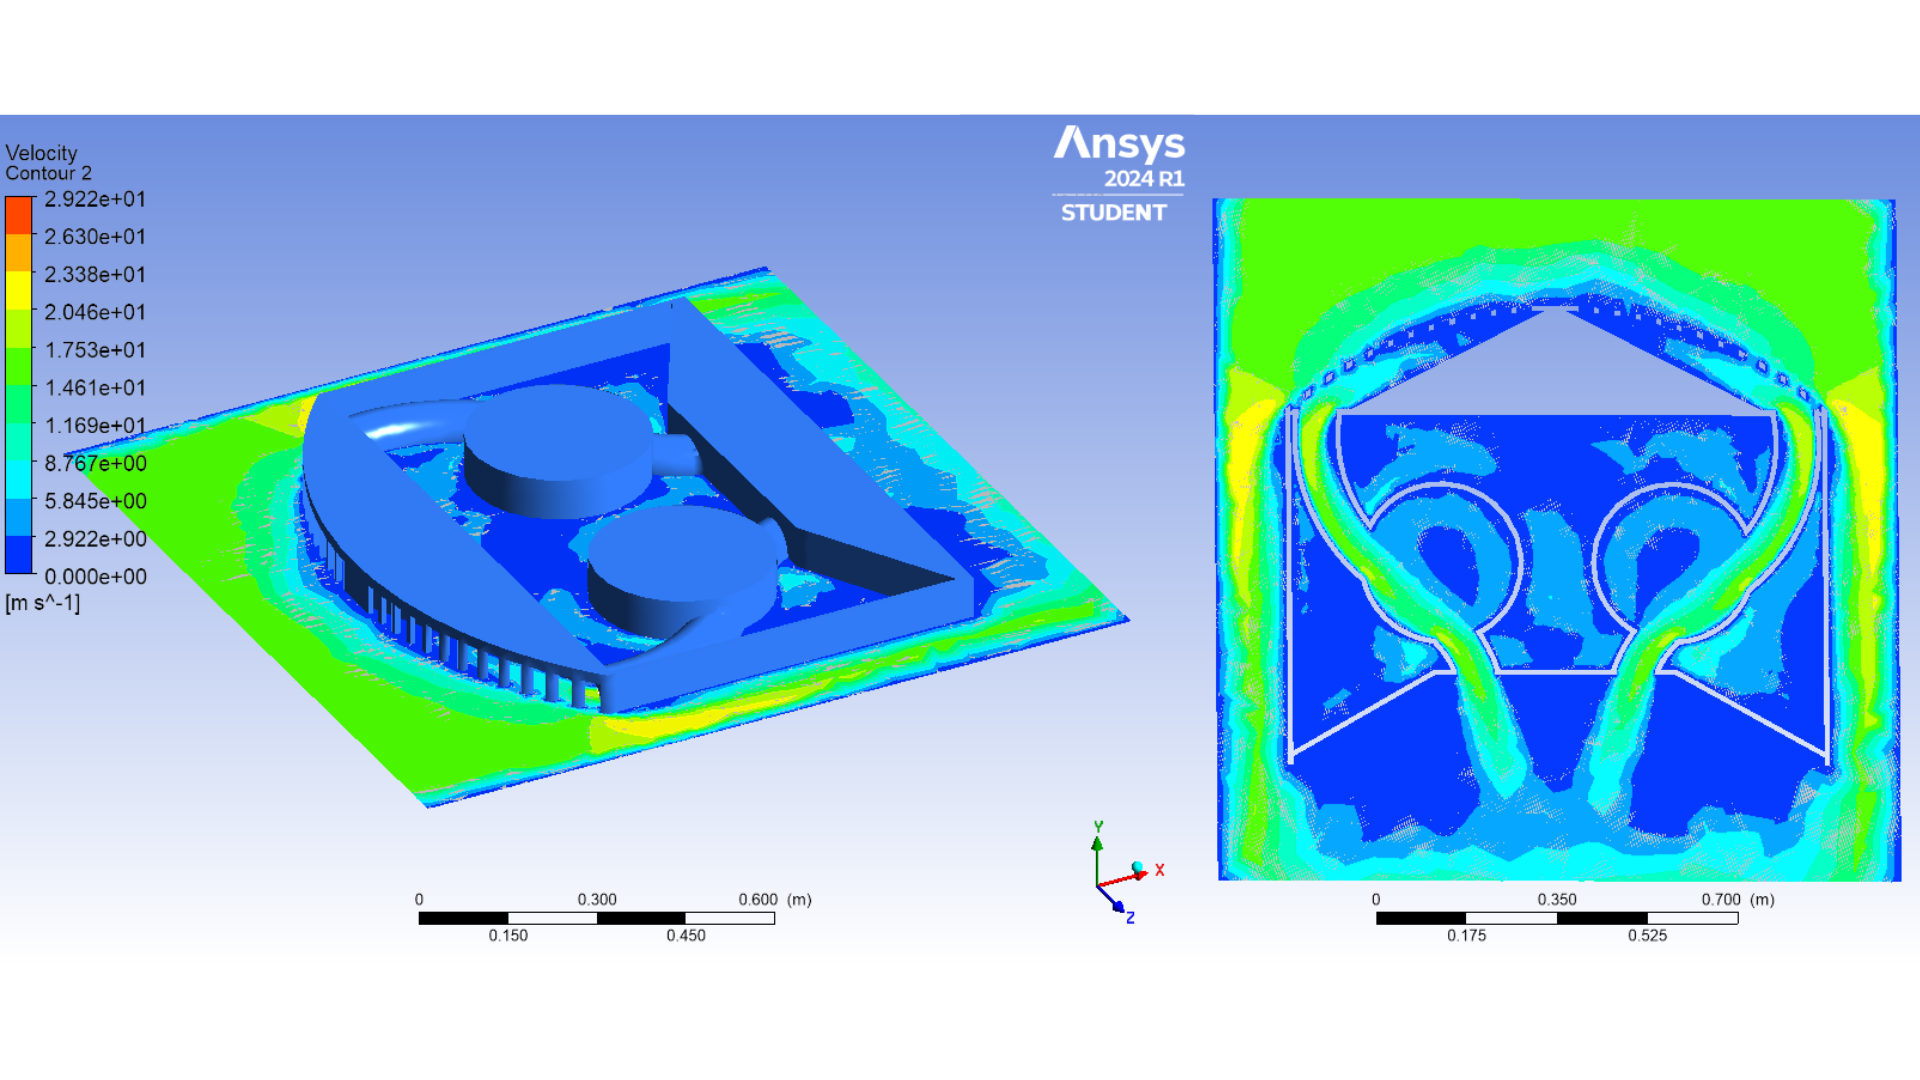 Velocity
Contour 2
2.922e+01
2.630e+01
2.338e+01
2.046e+01
1.753e+01
1.461e+01
1.169e+01
8.767e+00
5.845e+00
2.922e+00
0.000e+00
[m s^-1]
Ansys
2024 R1
STUDENT
0 0.300 0.600 (m)
0.150 0.450
Y
X
Z
0 0.350 0.700 (m)
0.175 0.525